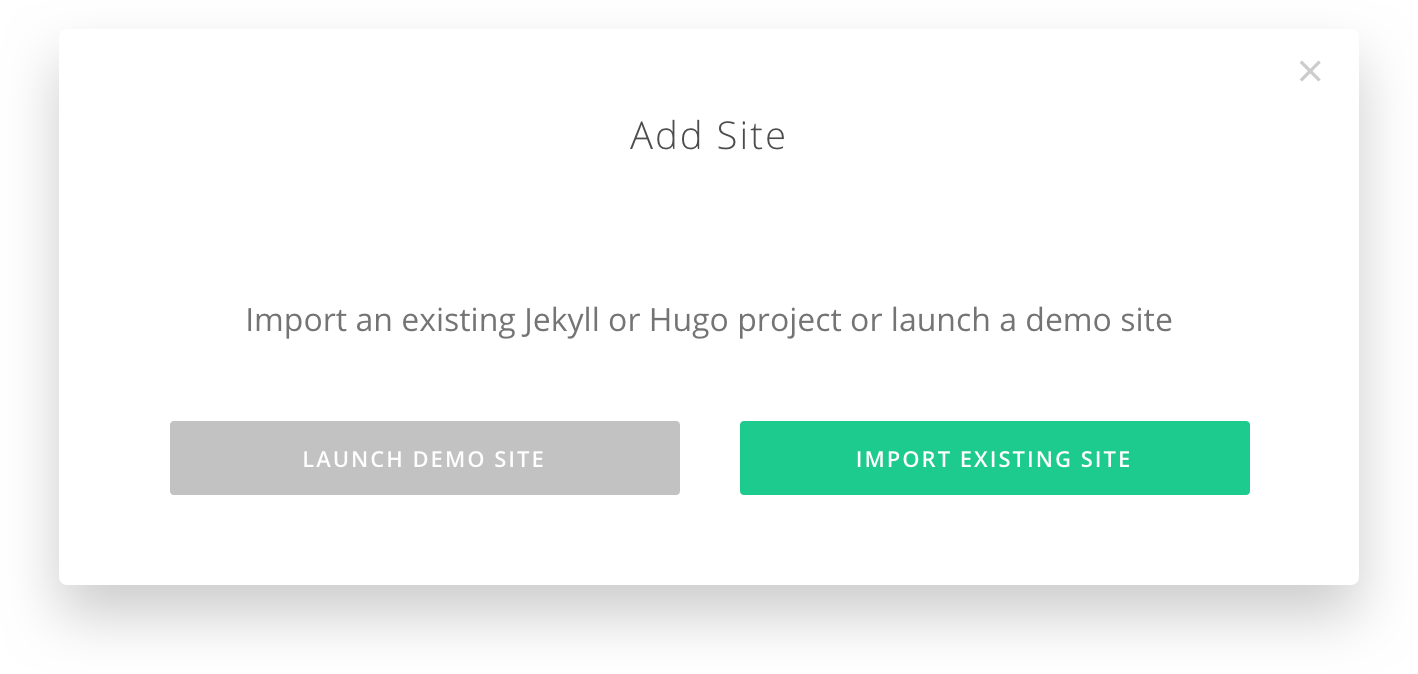 Add Site
Import an existing Jekyll or Hugo project or launch a demo site
LAUNCH DEMO SITE
IMPORT EXISTING SITE